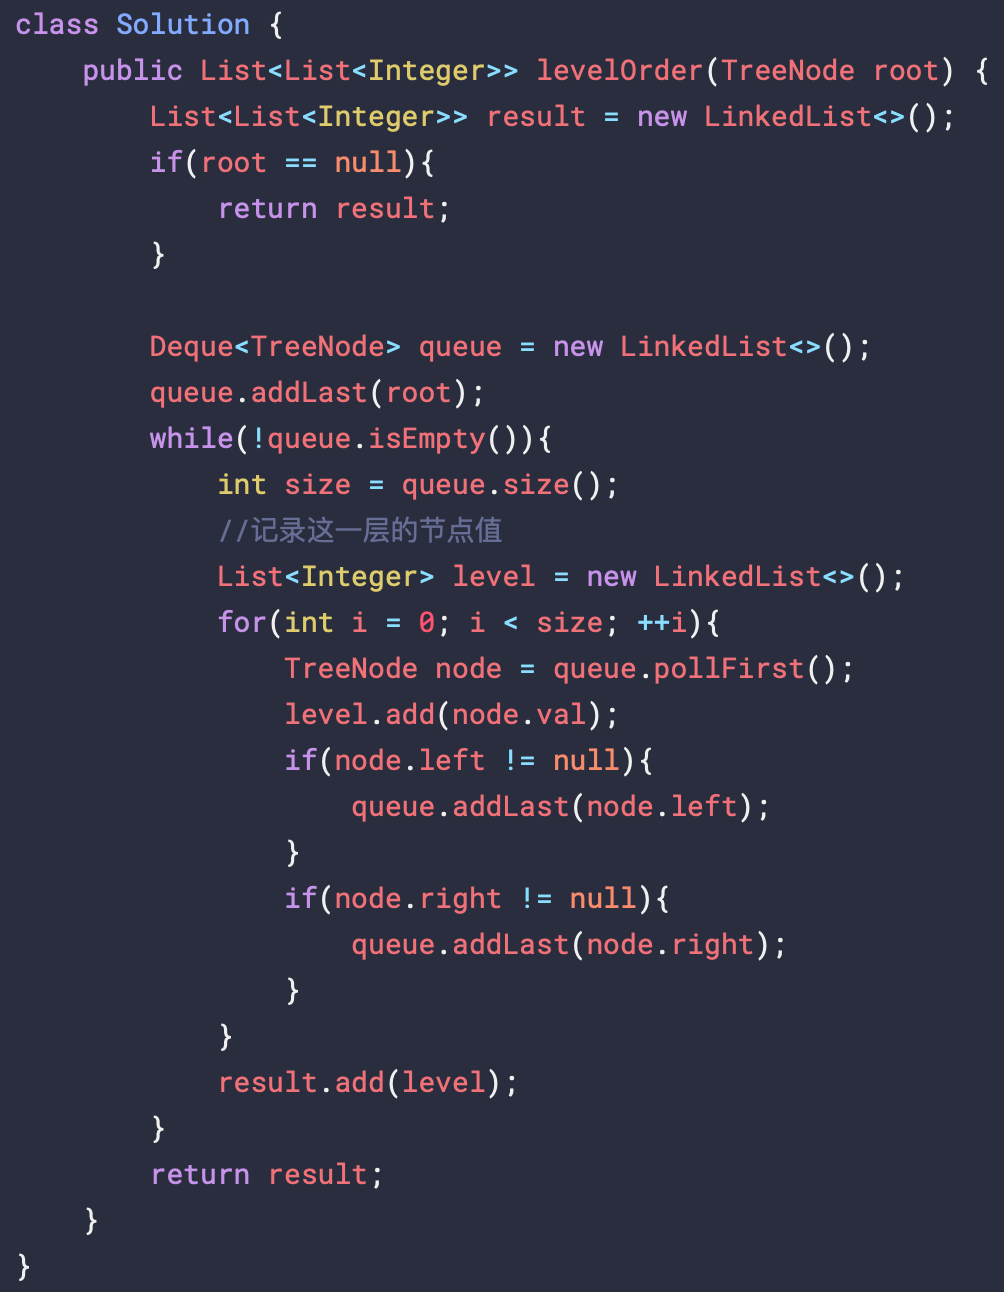 class Solution {
    public List<List<Integer>> levelOrder(TreeNode root) {
        List<List<Integer>> result = new LinkedList<>();
        if(root == null){
            return result;
        }

        Deque<TreeNode> queue = new LinkedList<>();
        queue.addLast(root);
        while(!queue.isEmpty()){
            int size = queue.size();
            //记录这一层的节点值
            List<Integer> level = new LinkedList<>();
            for(int i = 0; i < size; ++i){
                TreeNode node = queue.pollFirst();
                level.add(node.val);
                if(node.left != null){
                    queue.addLast(node.left);
                }
                if(node.right != null){
                    queue.addLast(node.right);
                }
            }
            result.add(level);
        }
        return result;
    }
}